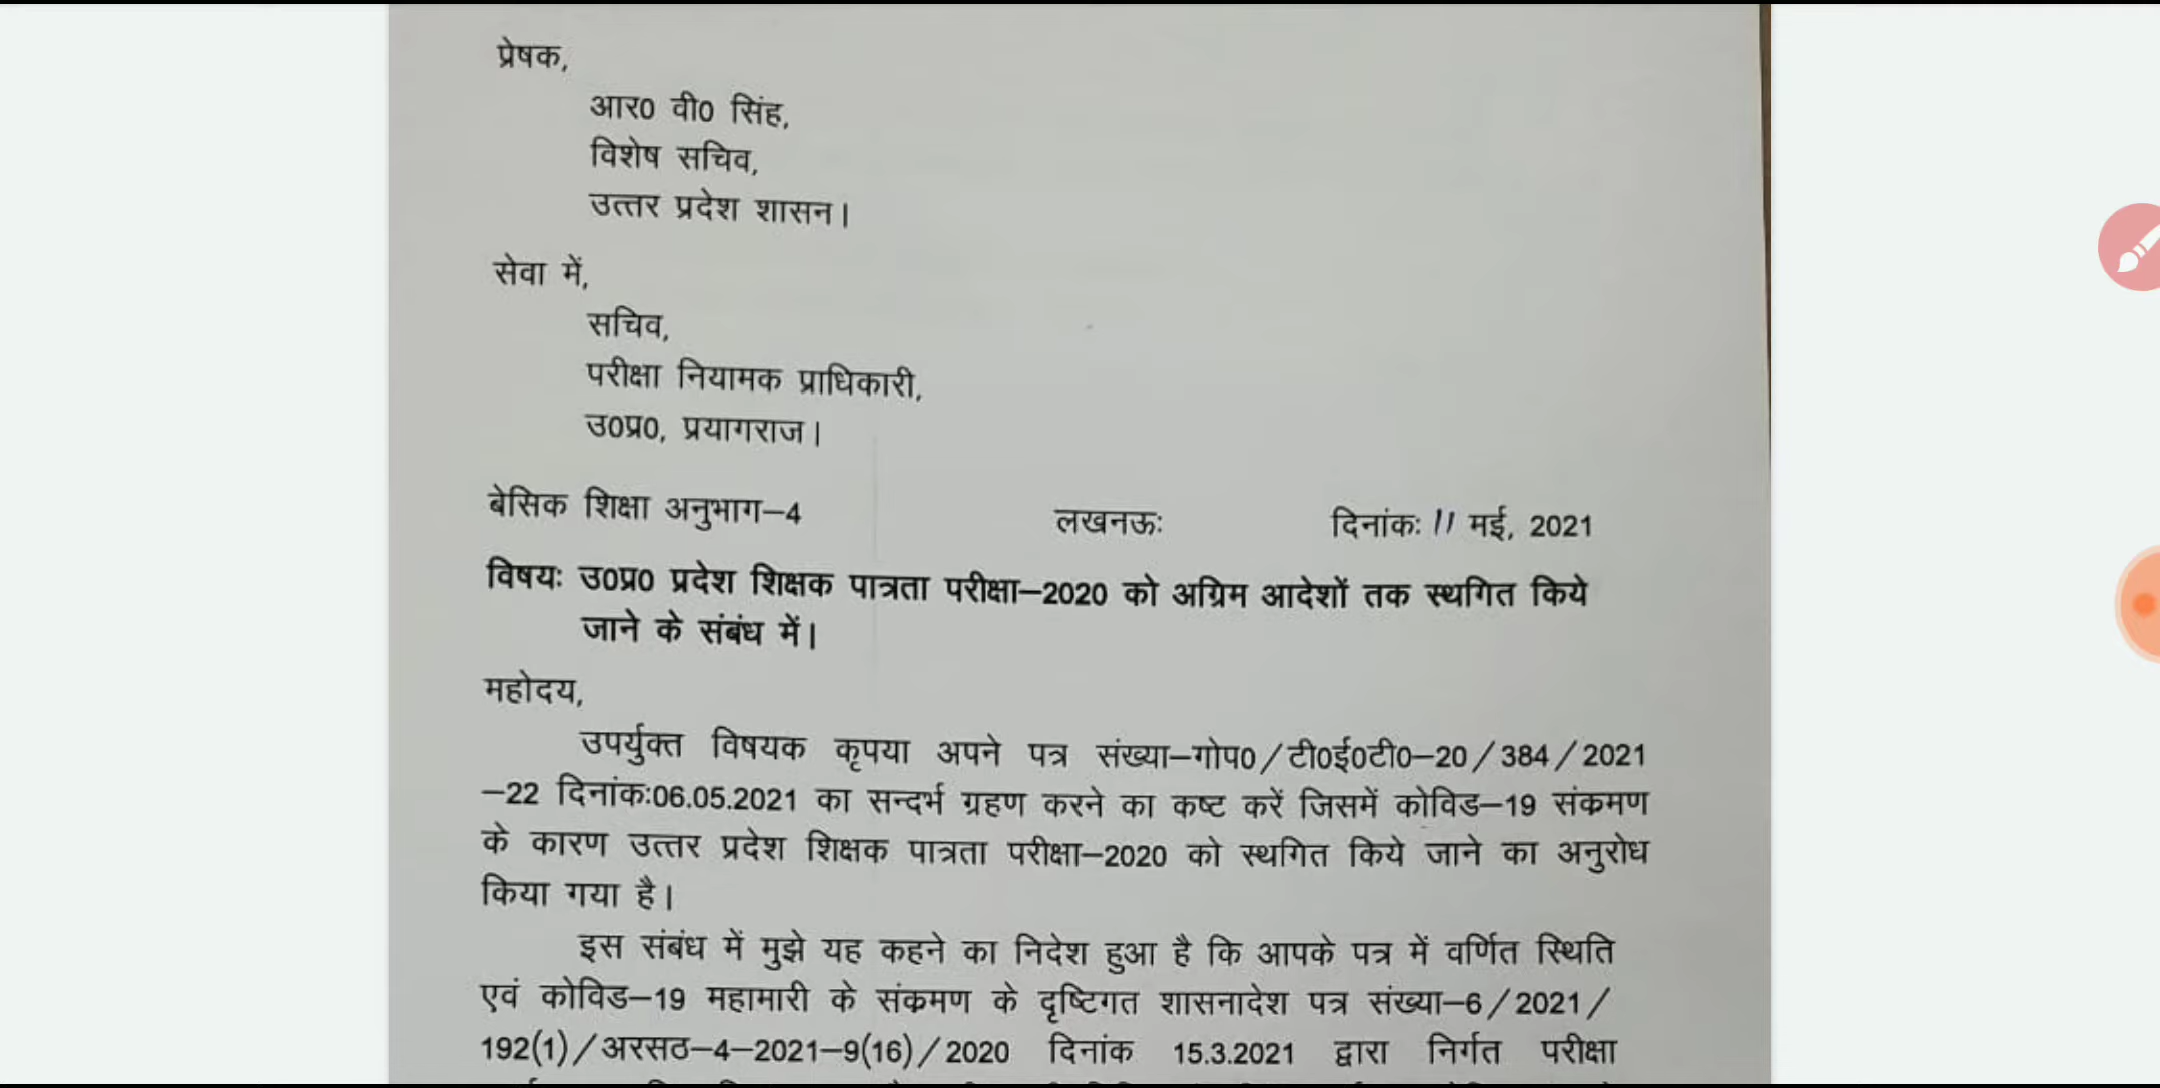 प्रेषक,
आर0 वी0 सिंह,
विशेष सचिव,
उत्तर प्रदेश शासन।
सेवा में,
सचिव,
परीक्षा नियामक प्राधिकारी,
उ0प्र0, प्रयागराज।
बेसिक शिक्षा अनुभाग–4 लखनऊः दिनांकः 11 मई, 2021
विषयः उ0प्र0 प्रदेश शिक्षक पात्रता परीक्षा–2020 को अग्रिम आदेशों तक स्थगित किये
जाने के संबंध में।
महोदय,
उपर्युक्त विषयक कृपया अपने पत्र संख्या–गोप0/टी0ई0टी0–20/384/2021
–22 दिनांकः06.05.2021 का सन्दर्भ ग्रहण करने का कष्ट करें जिसमें कोविड–19 संक्रमण
के कारण उत्तर प्रदेश शिक्षक पात्रता परीक्षा–2020 को स्थगित किये जाने का अनुरोध
किया गया है।
इस संबंध में मुझे यह कहने का निदेश हुआ है कि आपके पत्र में वर्णित स्थिति
एवं कोविड–19 महामारी के संक्रमण के दृष्टिगत शासनादेश पत्र संख्या–6/2021/
192(1)/अरसठ–4–2021–9(16)/2020 दिनांक 15.3.2021 द्वारा निर्गत परीक्षा